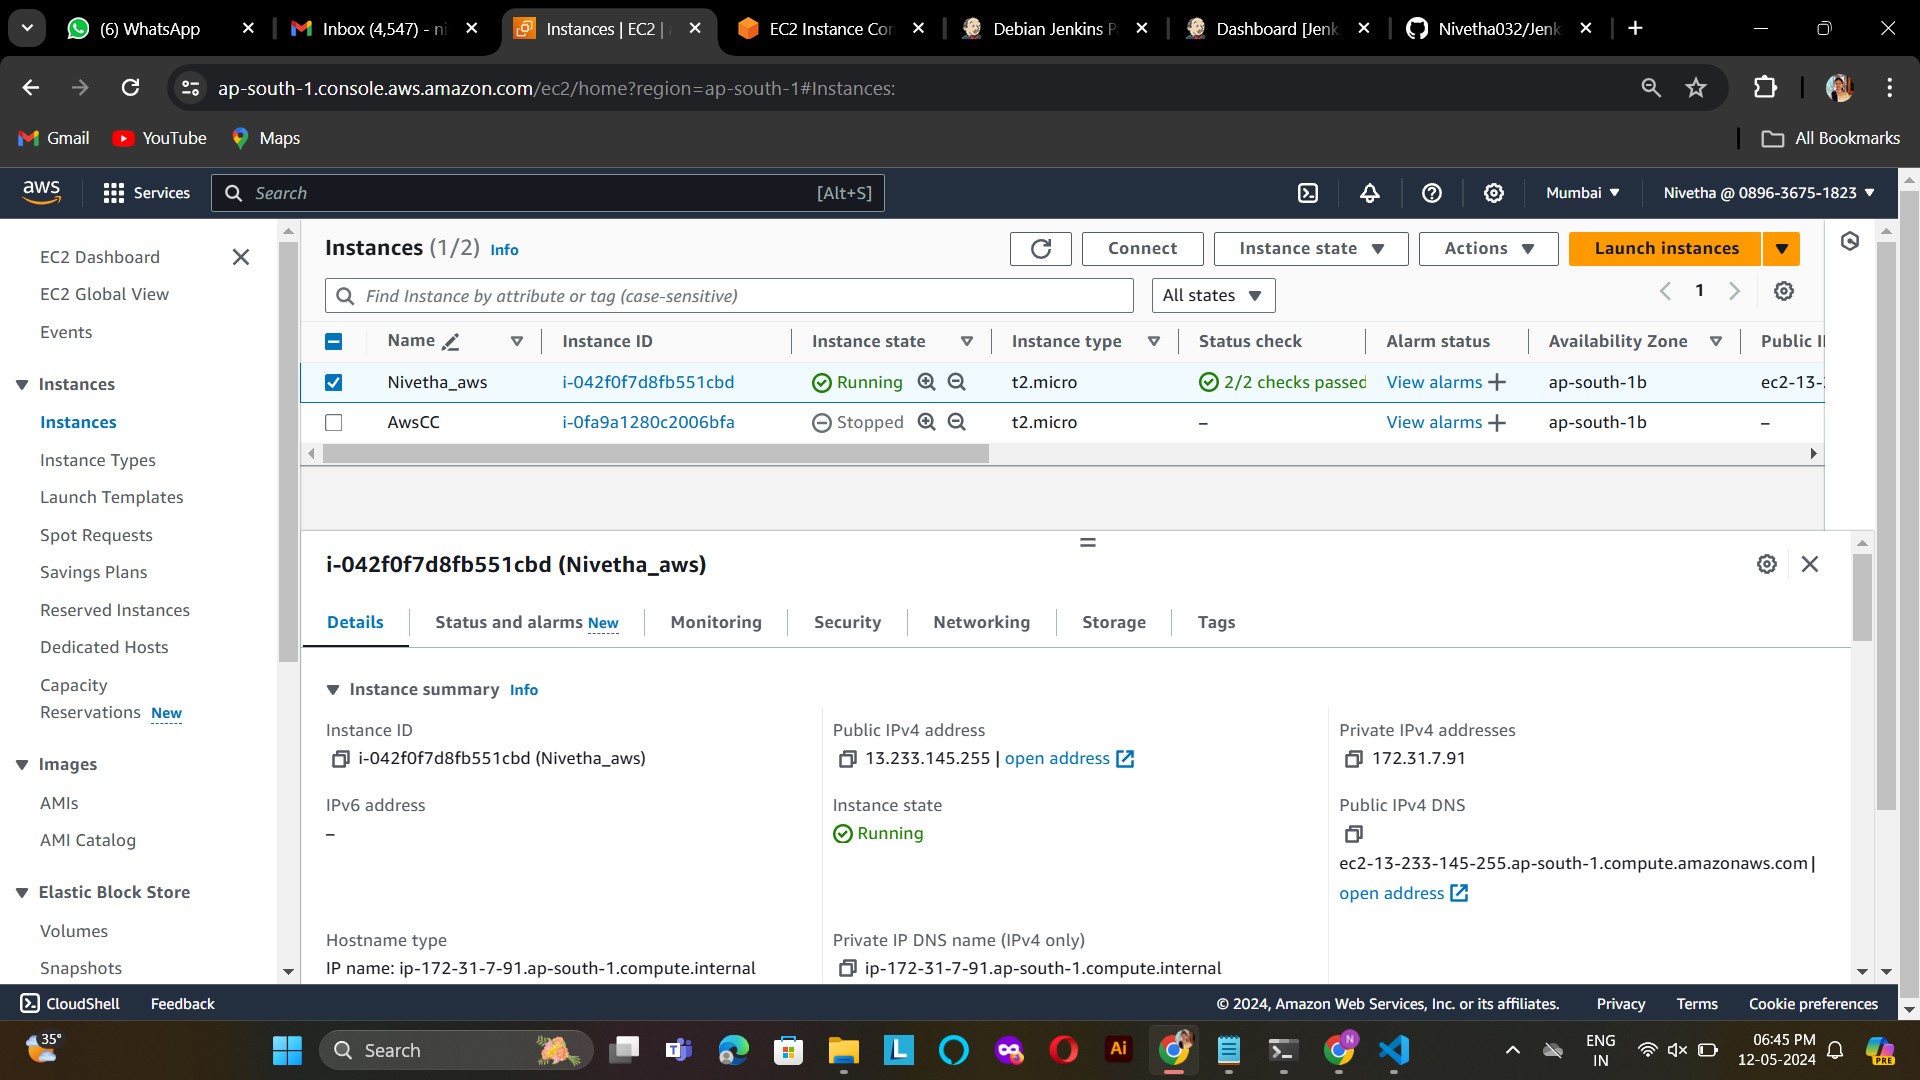 (6) WhatsApp
Inbox (4,547) - ni
Instances | EC2 |
EC2 Instance Con
Debian Jenkins P
Dashboard [Jenk
Nivetha032/Jenk
ap-south-1.console.aws.amazon.com/ec2/home?region=ap-south-1#Instances:
Gmail
YouTube
Maps
All Bookmarks
aws
Services
Search
[Alt+S]
Mumbai
Nivetha @ 0896-3675-1823
EC2 Dashboard
EC2 Global View
Events
Instances
Instances
Instance Types
Launch Templates
Spot Requests
Savings Plans
Reserved Instances
Dedicated Hosts
Capacity
Reservations New
Images
AMIs
AMI Catalog
Elastic Block Store
Volumes
Snapshots
Instances (1/2) Info
Connect
Instance state
Actions
Launch instances
Find Instance by attribute or tag (case-sensitive)
All states
1
Name Instance ID Instance state Instance type Status check Alarm status Availability Zone Public I
Nivetha_aws i-042f0f7d8fb551cbd Running t2.micro 2/2 checks passed View alarms ap-south-1b ec2-13-
AwsCC i-0fa9a1280c2006bfa Stopped t2.micro – View alarms ap-south-1b –
i-042f0f7d8fb551cbd (Nivetha_aws)
Details
Status and alarms New
Monitoring
Security
Networking
Storage
Tags
Instance summary Info
Instance ID
i-042f0f7d8fb551cbd (Nivetha_aws)
Public IPv4 address
13.233.145.255 | open address
Private IPv4 addresses
172.31.7.91
IPv6 address
–
Instance state
Running
Public IPv4 DNS
ec2-13-233-145-255.ap-south-1.compute.amazonaws.com |
open address
Hostname type
IP name: ip-172-31-7-91.ap-south-1.compute.internal
Private IP DNS name (IPv4 only)
ip-172-31-7-91.ap-south-1.compute.internal
CloudShell
Feedback
© 2024, Amazon Web Services, Inc. or its affiliates.
Privacy
Terms
Cookie preferences
35°
Search
L
Ai
N
ENG
IN
06:45 PM
12-05-2024
PRE